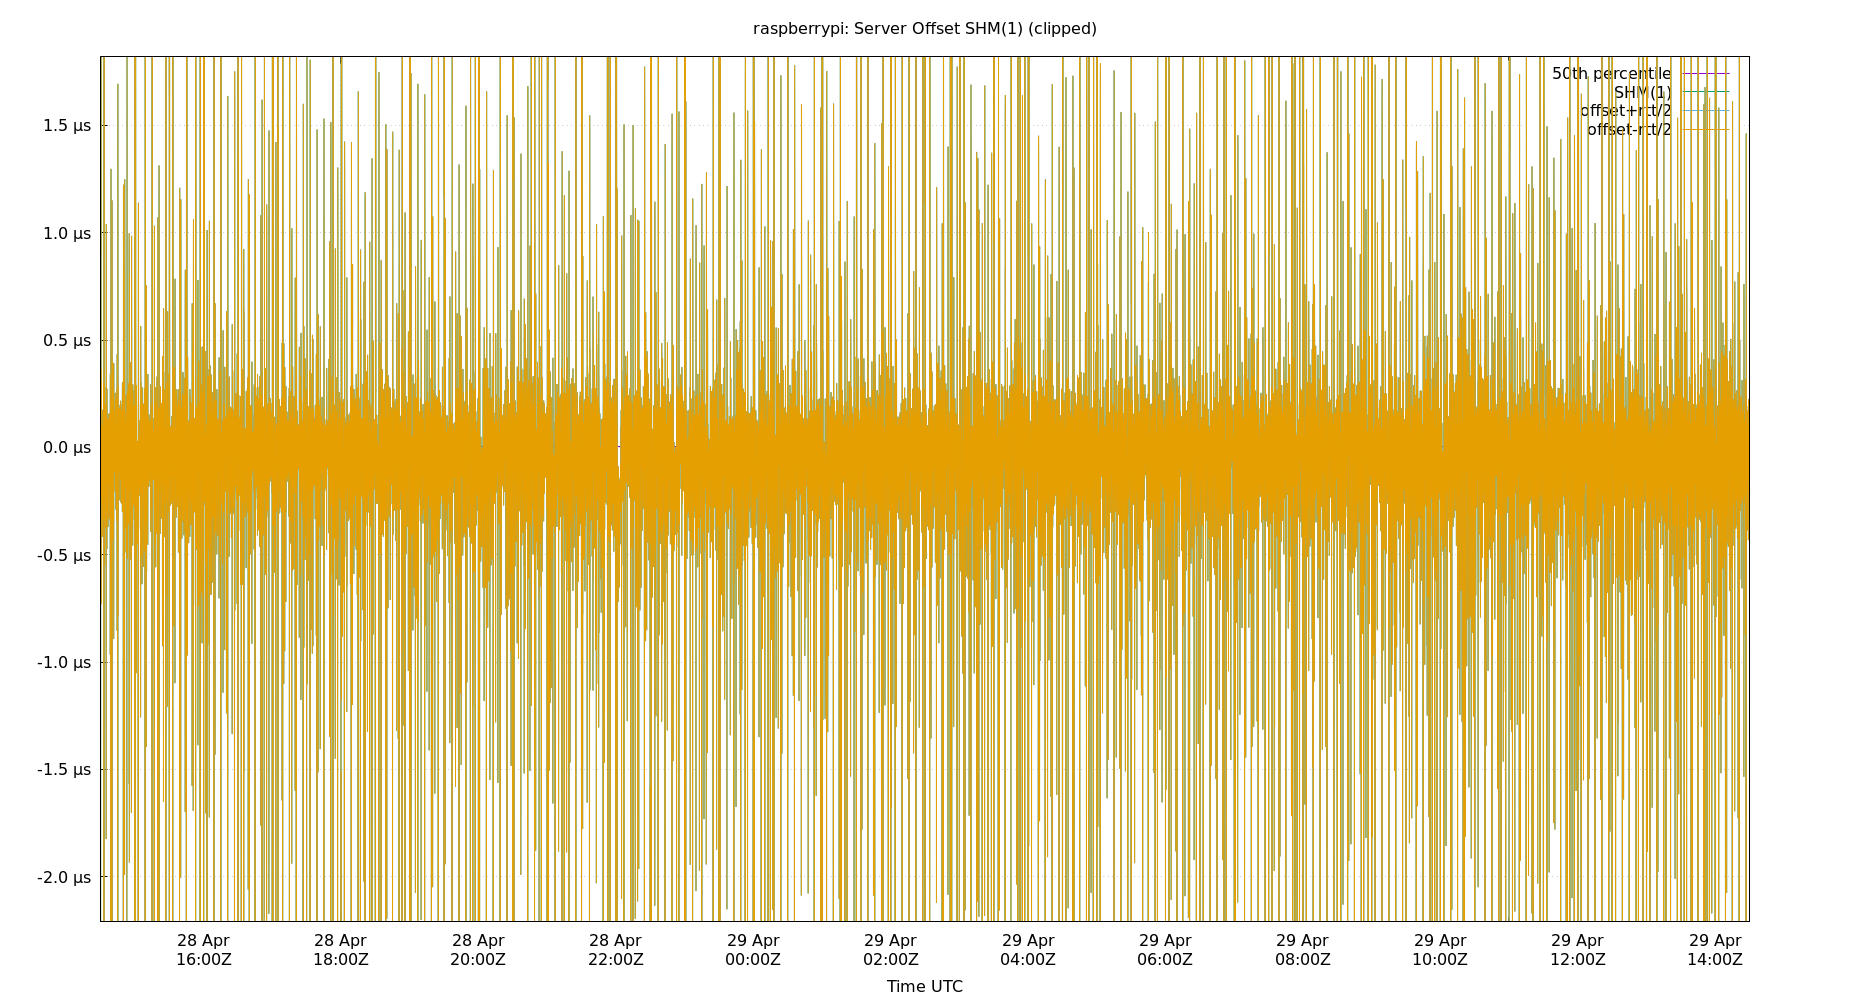 raspberrypi: Server Offset SHM(1) (clipped)
50th percentile
SHM(1)
offset+rtt/2
offset-rtt/2
1.5 µs
1.0 µs
0.5 µs
0.0 µs
-0.5 µs
-1.0 µs
-1.5 µs
-2.0 µs
28 Apr 28 Apr 28 Apr 28 Apr 29 Apr 29 Apr 29 Apr 29 Apr 29 Apr 29 Apr 29 Apr 29 Apr
16:00Z 18:00Z 20:00Z 22:00Z 00:00Z 02:00Z 04:00Z 06:00Z 08:00Z 10:00Z 12:00Z 14:00Z
Time UTC